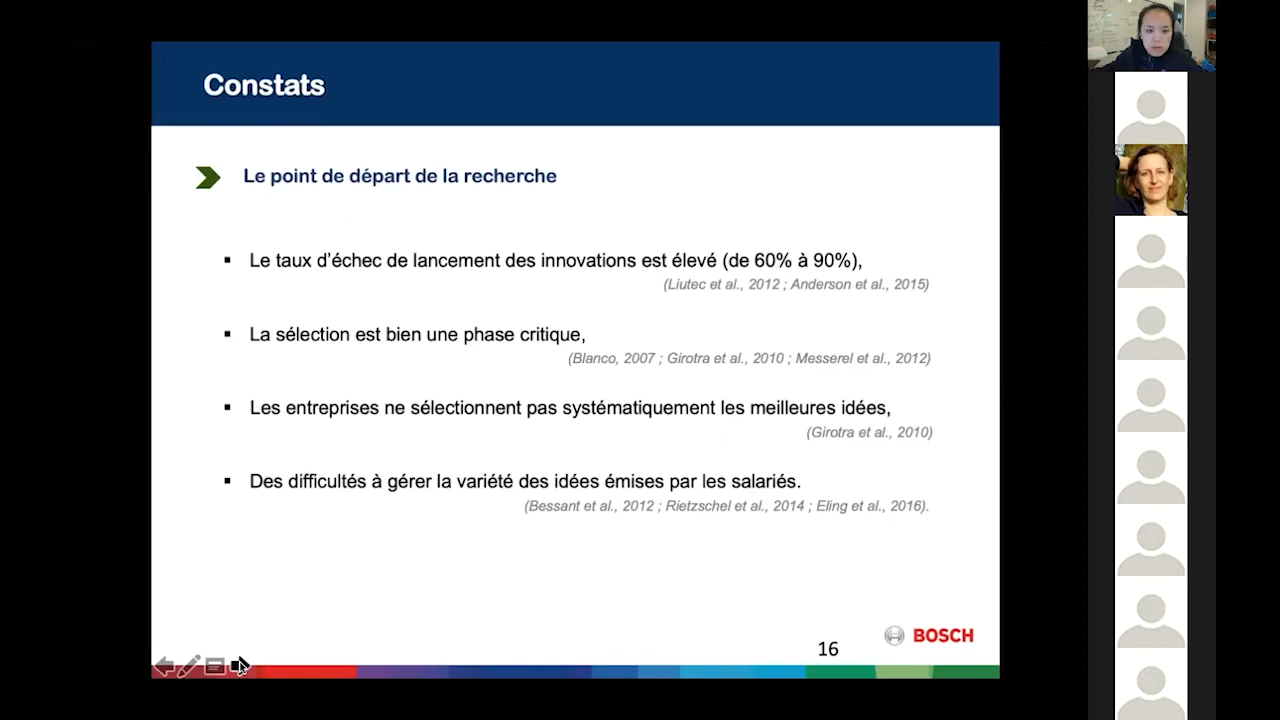 Constats
Le point de départ de la recherche
▪ Le taux d'échec de lancement des innovations est élevé (de 60% à 90%),
(Liutec et al., 2012 ; Anderson et al., 2015)
▪ La sélection est bien une phase critique,
(Blanco, 2007 ; Girotra et al., 2010 ; Messerel et al., 2012)
▪ Les entreprises ne sélectionnent pas systématiquement les meilleures idées,
(Girotra et al., 2010)
▪ Des difficultés à gérer la variété des idées émises par les salariés.
(Bessant et al., 2012 ; Rietzschel et al., 2014 ; Eling et al., 2016).
16
BOSCH